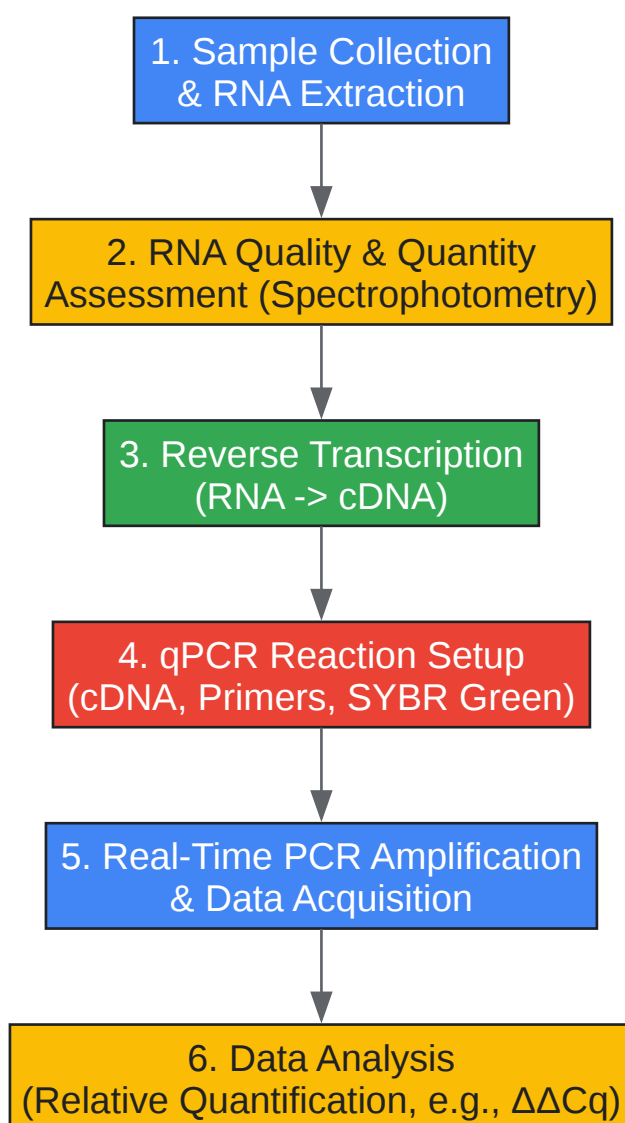 1. Sample Collection
& RNA Extraction
2. RNA Quality & Quantity
Assessment (Spectrophotometry)
3. Reverse Transcription
(RNA -> cDNA)
4. qPCR Reaction Setup
(cDNA, Primers, SYBR Green)
5. Real-Time PCR Amplification
& Data Acquisition
6. Data Analysis
(Relative Quantification, e.g., ΔΔCq)